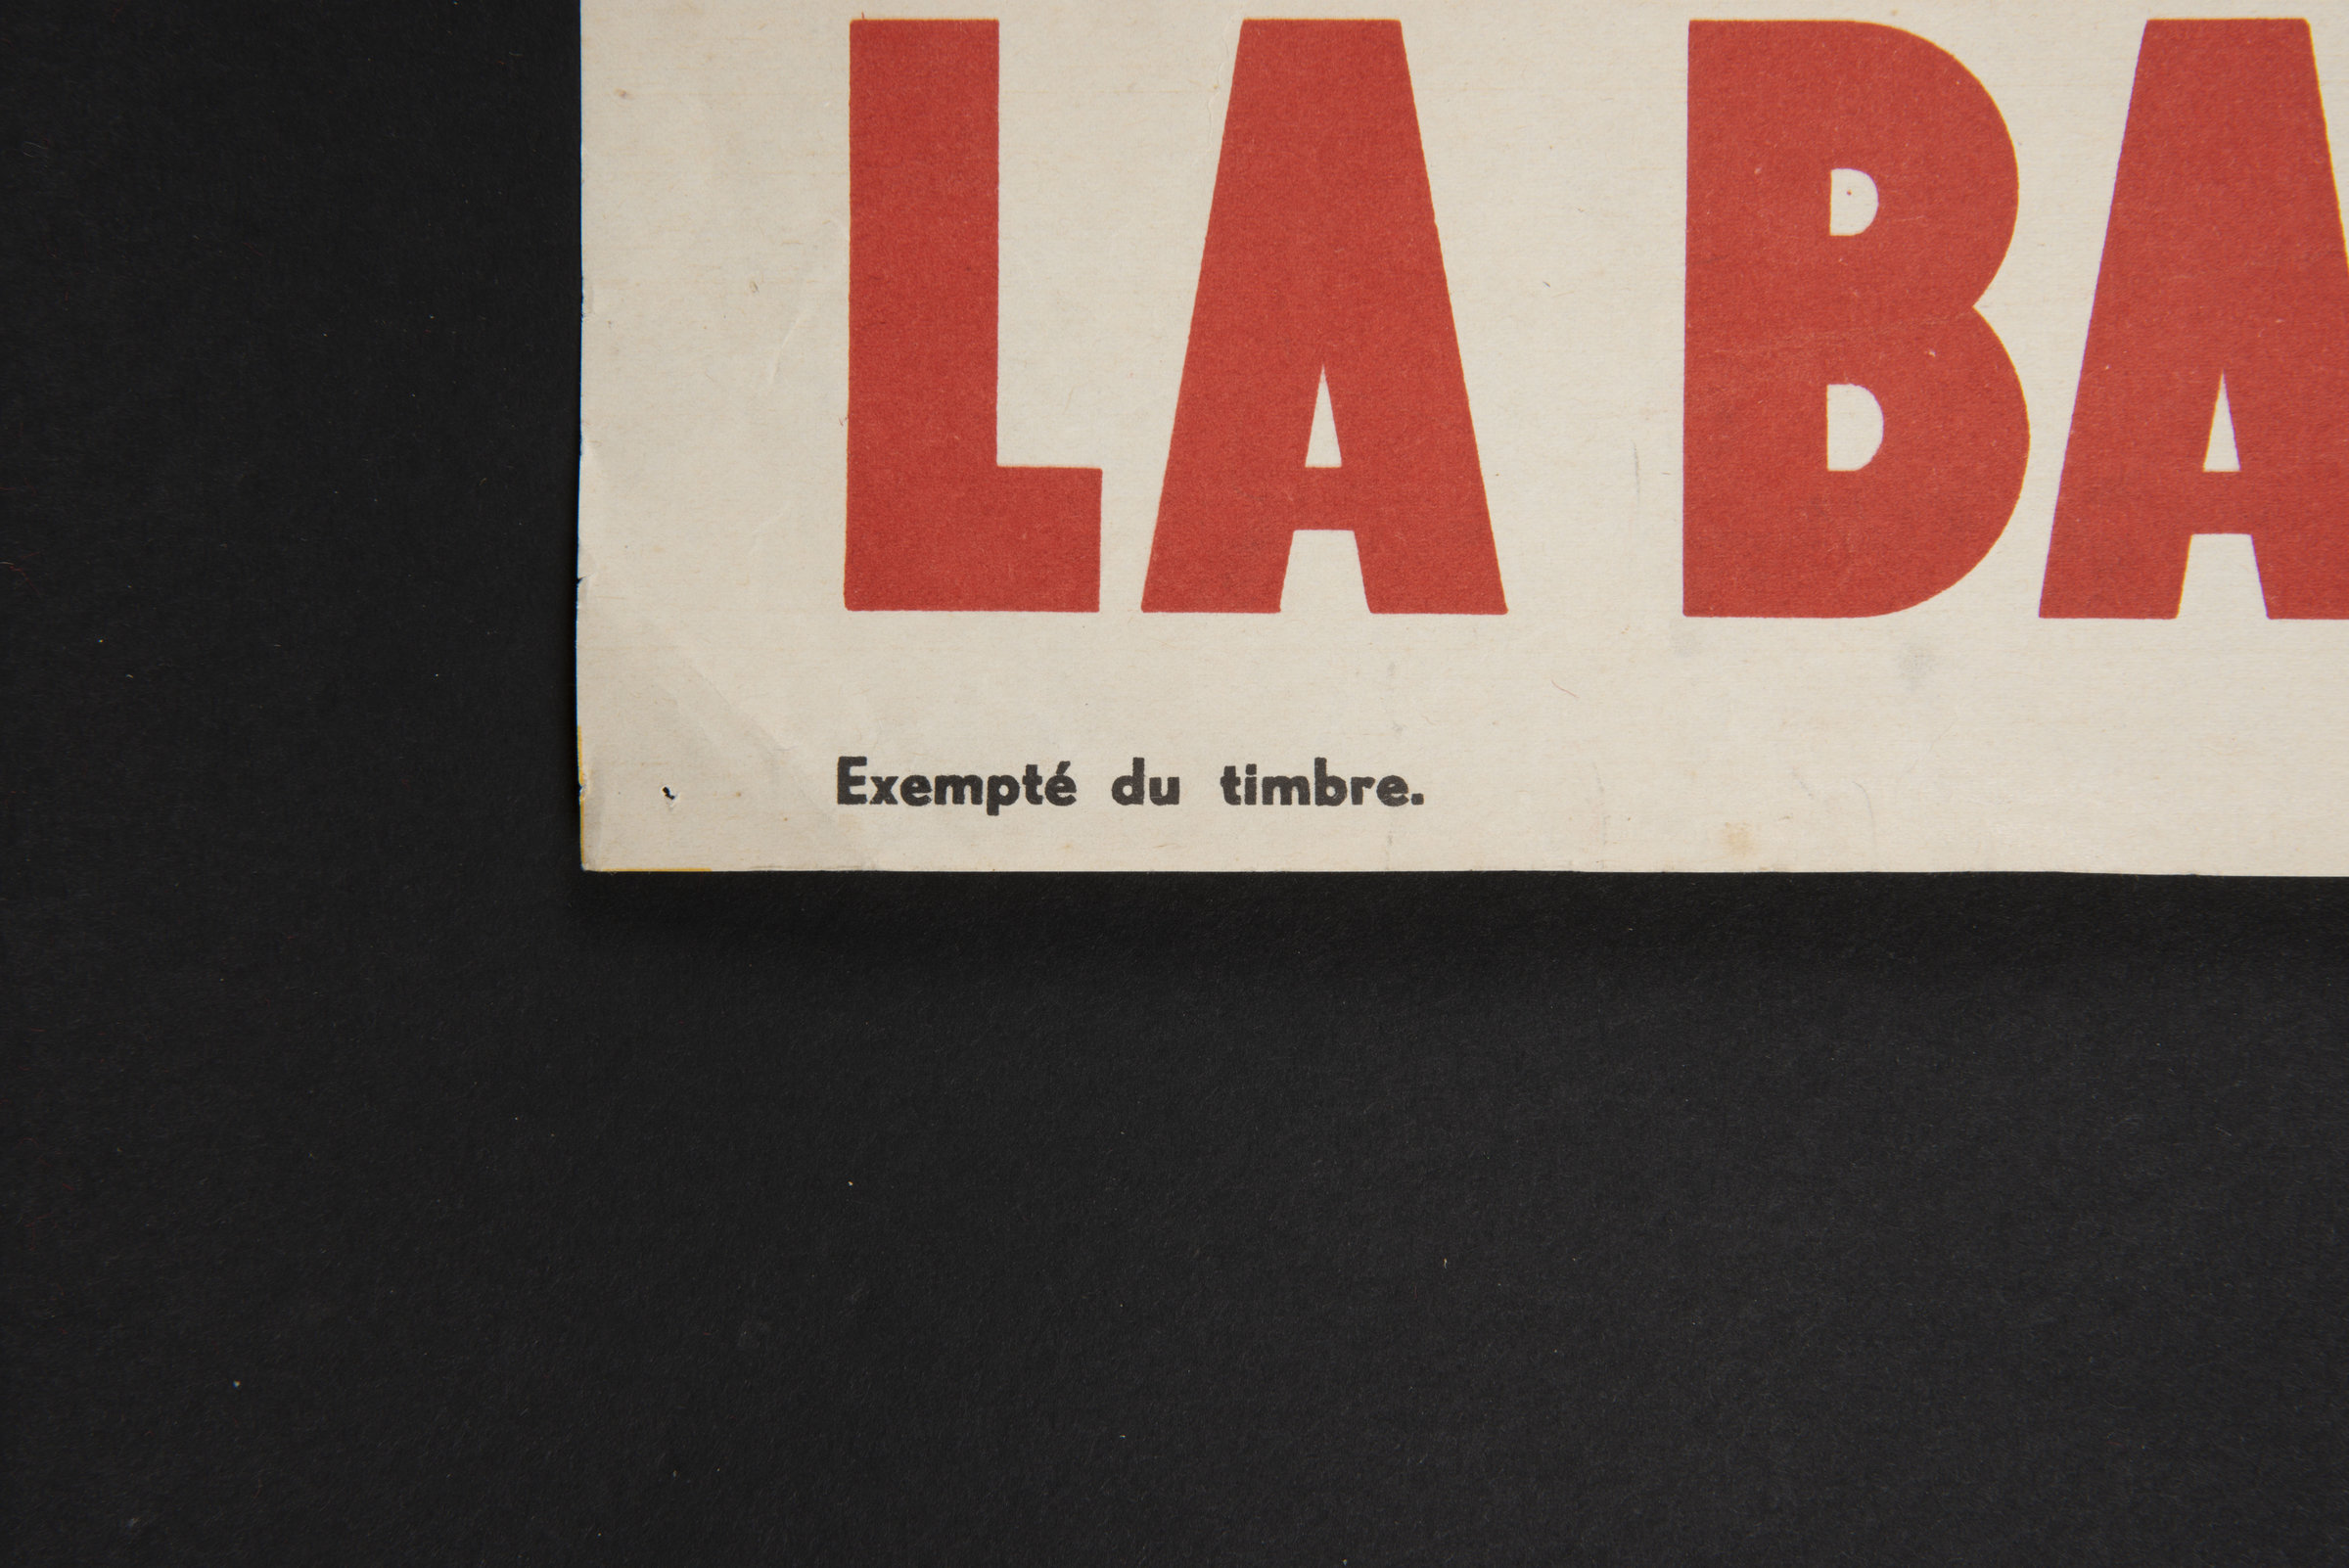 LA BA
Exempté du timbre.